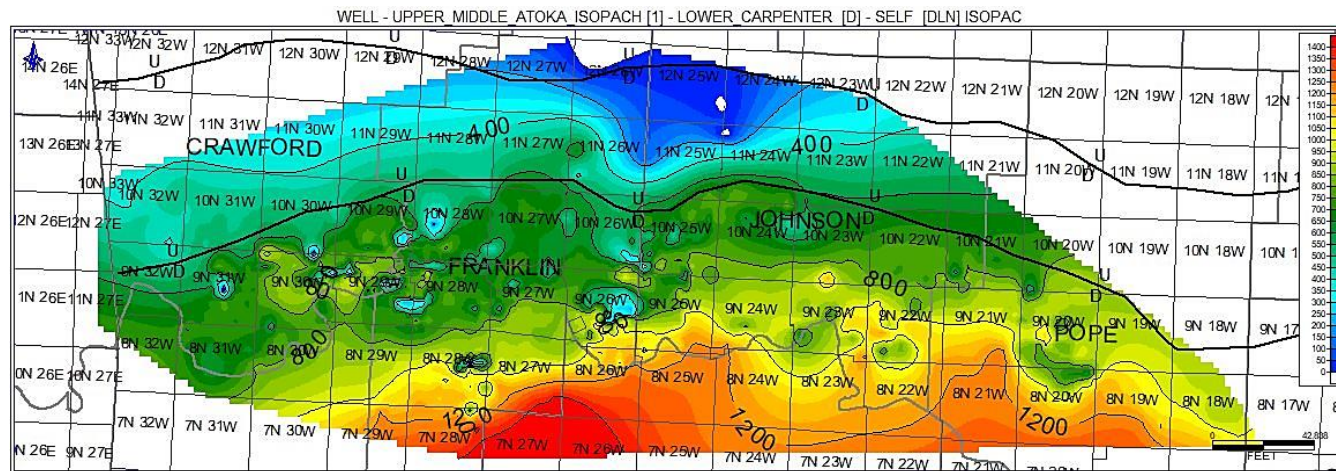 WELL - UPPER_MIDDLE_ATOKA_ISOPACH [1] - LOWER_CARPENTER [D] - SELF [DLN] ISOPAC
12N 33W 12N 32W 12N 31W 12N 30W 12N 29W 12N 28W 12N 27W 12N 26W 12N 25W 12N 24W 12N 23W 12N 22W 12N 21W 12N 20W 12N 19W 12N 18W 12N 1
14N 26E 14N 27E
U D U D U D U D
11N 33W 11N 32W 11N 31W 11N 30W 11N 29W 11N 28W 11N 27W 11N 26W 11N 25W 11N 24W 11N 23W 11N 22W 11N 21W 11N 20W 11N 19W 11N 18W 11N 1
13N 26E 13N 27E
CRAWFORD 400 400 U D
10N 33W 10N 32W 10N 31W 10N 30W 10N 29W 10N 28W 10N 27W 10N 26W 10N 25W 10N 24W 10N 23W 10N 22W 10N 21W 10N 20W 10N 19W 10N 18W 10N 1
12N 26E 12N 27E
U D U D U D U D
JOHNSON
FRANKLIN
9N 32W 9N 31W 9N 30W 9N 29W 9N 28W 9N 27W 9N 26W 9N 26W 9N 24W 9N 23W 9N 22W 9N 21W 9N 20W 9N 19W 9N 18W 9N 17
1N 26E 11N 27E
800 U D
POPE
8N 32W 8N 31W 8N 30W 8N 29W 8N 28W 8N 27W 8N 26W 8N 25W 8N 24W 8N 23W 8N 22W 8N 21W 8N 20W 8N 19W 8N 18W 8N 17W 8
0N 26E 10N 27E
800
1200 1200
7N 32W 7N 31W 7N 30W 7N 29W 7N 28W 7N 27W 7N 26W 7N 25W 7N 24W 7N 23W 7N 22W 7N 21W
N 26E 9N 27E
1400
1350
1300
1250
1200
1150
1100
1050
1000
950
900
850
800
750
700
650
600
550
500
450
400
350
300
250
200
150
100
50
0
0 42,808
FEET